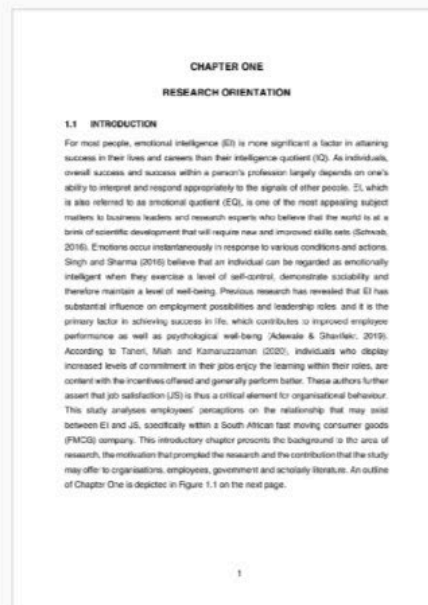 CHAPTER ONE
RESEARCH ORIENTATION
1.1 INTRODUCTION
For most people, emotional intelligence (EI) is more significant a factor in attaining
success in their lives and careers than their intelligence quotient (IQ). As individuals,
overall success and success within a person's profession largely depends on one's
ability to interpret and respond appropriately to the signals of other people. EI, which
is also referred to as emotional quotient (EQ), is one of the most appealing subject
matters to business leaders and research experts who believe that the world is at a
brink of scientific development that will require new and improved skills sets (Schwab,
2016). Emotions occur instantaneously in response to various conditions and actions.
Singh and Sharma (2016) believe that an individual can be regarded as emotionally
intelligent when they exercise a level of self-control, demonstrate sociability and
therefore maintain a level of well-being. Previous research has revealed that EI has
substantial influence on employment possibilities and leadership roles and it is the
primary factor in achieving success in life, which contributes to improved employee
performance as well as psychological well-being (Adewale & Ghavifekr, 2019).
According to Taheri, Miah and Kamaruzzaman (2020), individuals who display
increased levels of commitment in their jobs enjoy the learning within their roles, are
content with the incentives offered and generally perform better. These authors further
assert that job satisfaction (JS) is thus a critical element for organisational behaviour.
This study analyses employees' perceptions on the relationship that may exist
between EI and JS, specifically within a South African fast moving consumer goods
(FMCG) company. This introductory chapter presents the background to the area of
research, the motivation that prompted the research and the contribution that the study
may offer to organisations, employees, government and scholarly literature. An outline
of Chapter One is depicted in Figure 1.1 on the next page.
1